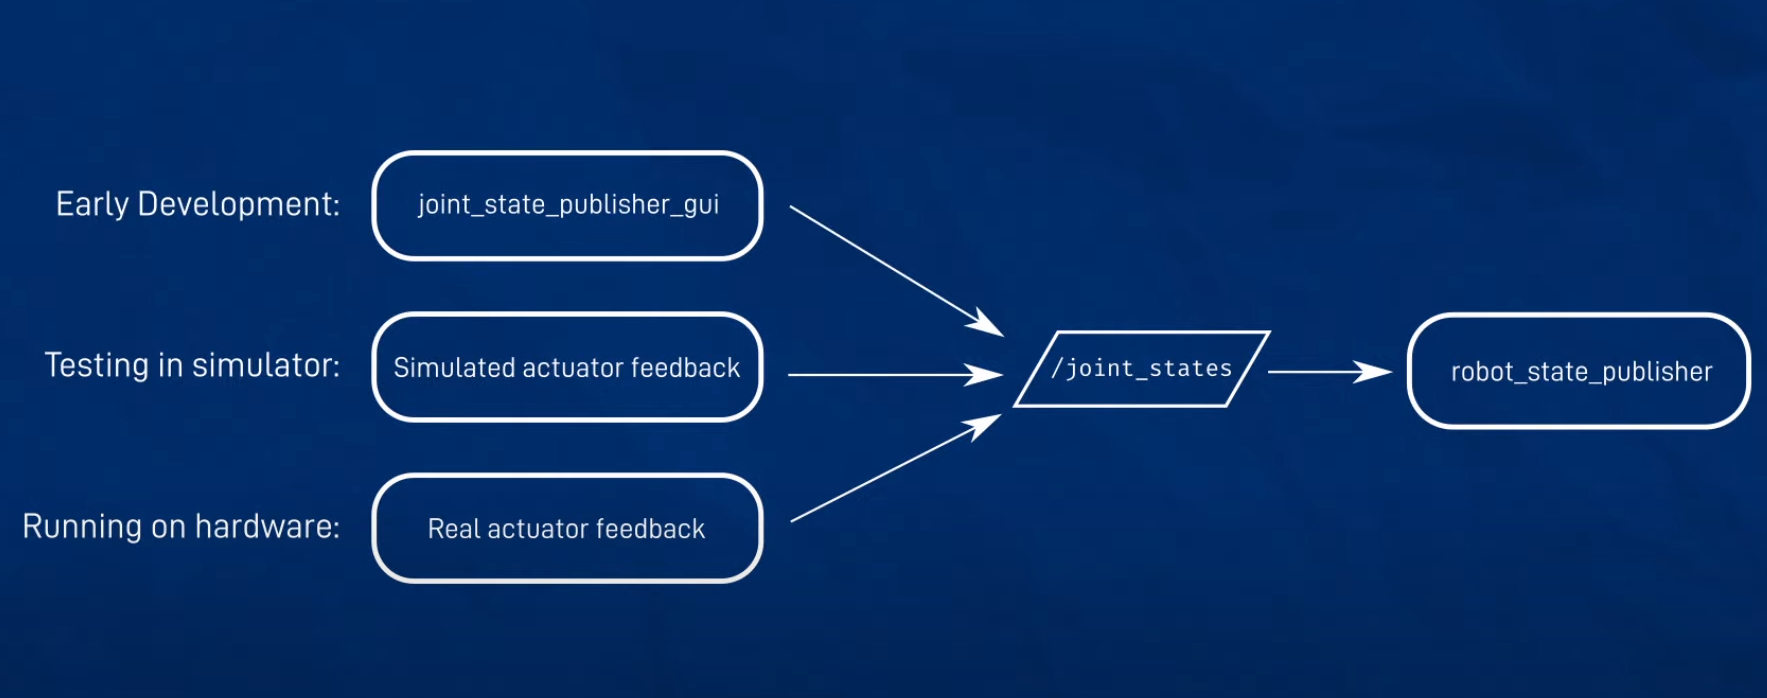 Early Development:
joint_state_publisher_gui
Testing in simulator:
Simulated actuator feedback
Running on hardware:
Real actuator feedback
/joint_states
robot_state_publisher